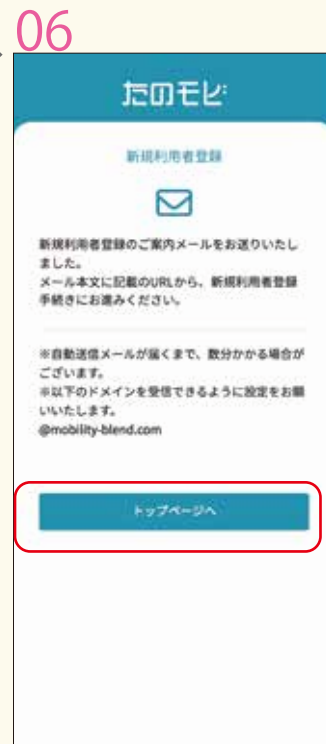 06
たのモビ
新規利用者登録
新規利用者登録のご案内メールをお送りいたし
ました。
メール本文に記載のURLから、新規利用者登録
手続きにお進みください。
※自動送信メールが届くまで、数分かかる場合が
ございます。
※以下のドメインを受信できるように設定をお願
いいたします。
@mobility-blend.com
トップページへ